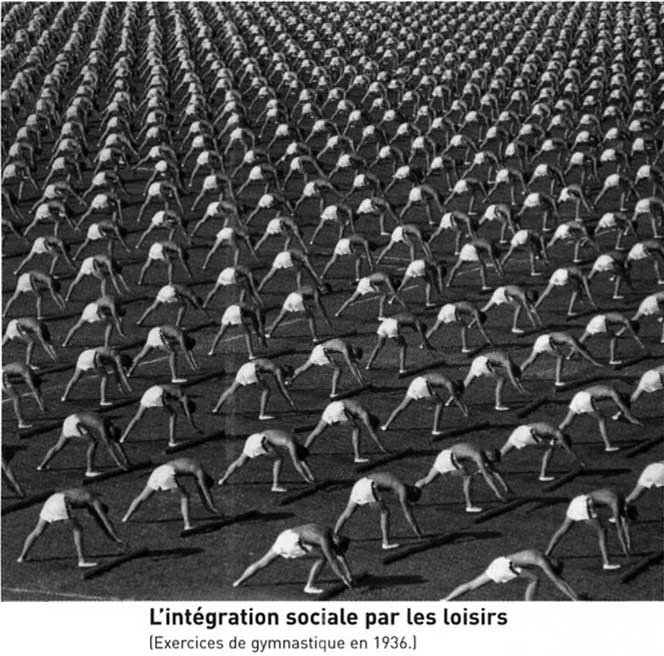 L'intégration sociale par les loisirs
(Exercices de gymnastique en 1936.)